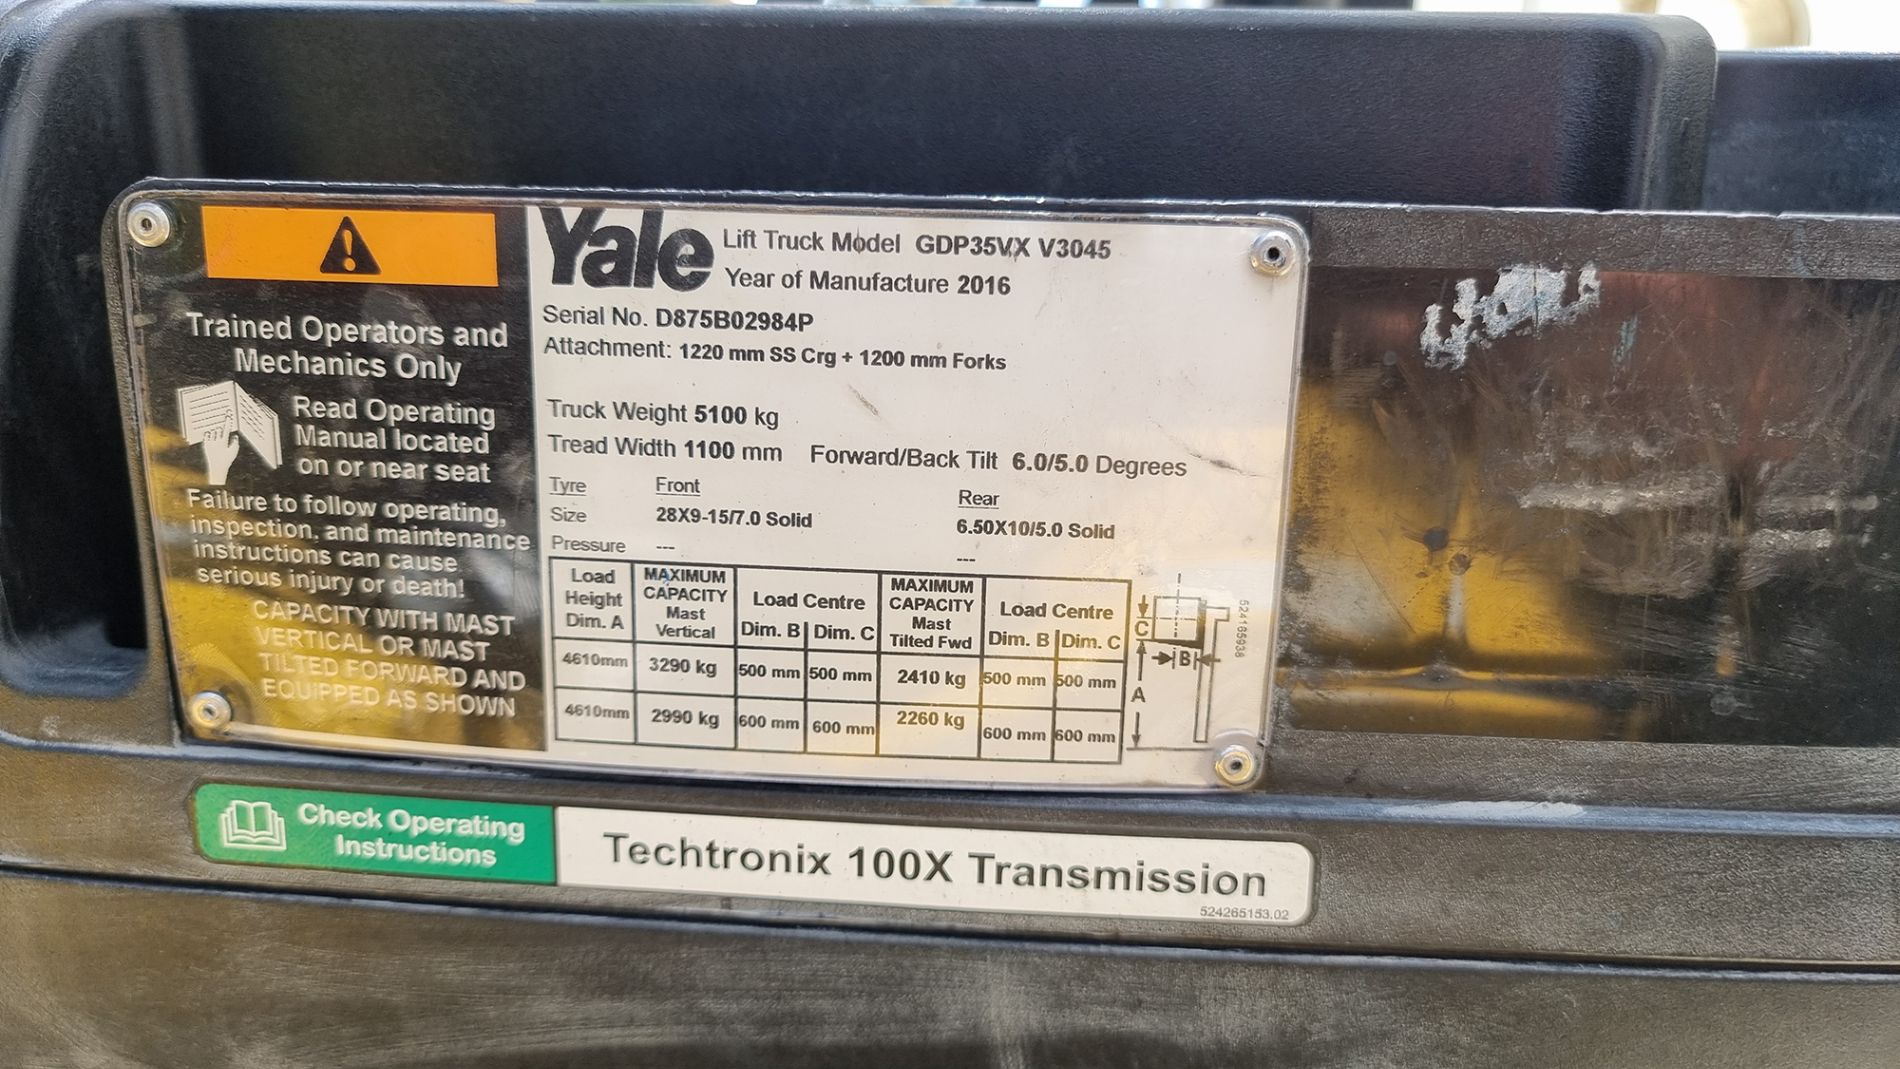 Trained Operators and
Mechanics Only
Read Operating
Manual located
on or near seat
Failure to follow operating,
inspection, and maintenance
instructions can cause
serious injury or death!
CAPACITY WITH MAST
VERTICAL OR MAST
TILTED FORWARD AND
EQUIPPED AS SHOWN
Yale Lift Truck Model GDP35VX V3045
Year of Manufacture 2016
Serial No. D875B02984P
Attachment: 1220 mm SS Crg + 1200 mm Forks
Truck Weight 5100 kg
Tread Width 1100 mm Forward/Back Tilt 6.0/5.0 Degrees
Tyre Front Rear
Size 28X9-15/7.0 Solid 6.50X10/5.0 Solid
Pressure --- ---
Load Height Dim. A MAXIMUM CAPACITY Mast Vertical Load Centre Dim. B Dim. C MAXIMUM CAPACITY Mast Tilted Fwd Load Centre Dim. B Dim. C
4610mm 3290 kg 500 mm 500 mm 2410 kg 500 mm 500 mm
4610mm 2990 kg 600 mm 600 mm 2260 kg 600 mm 600 mm
C
B
A
524165938
Check Operating
Instructions
Techtronix 100X Transmission
524265153.02